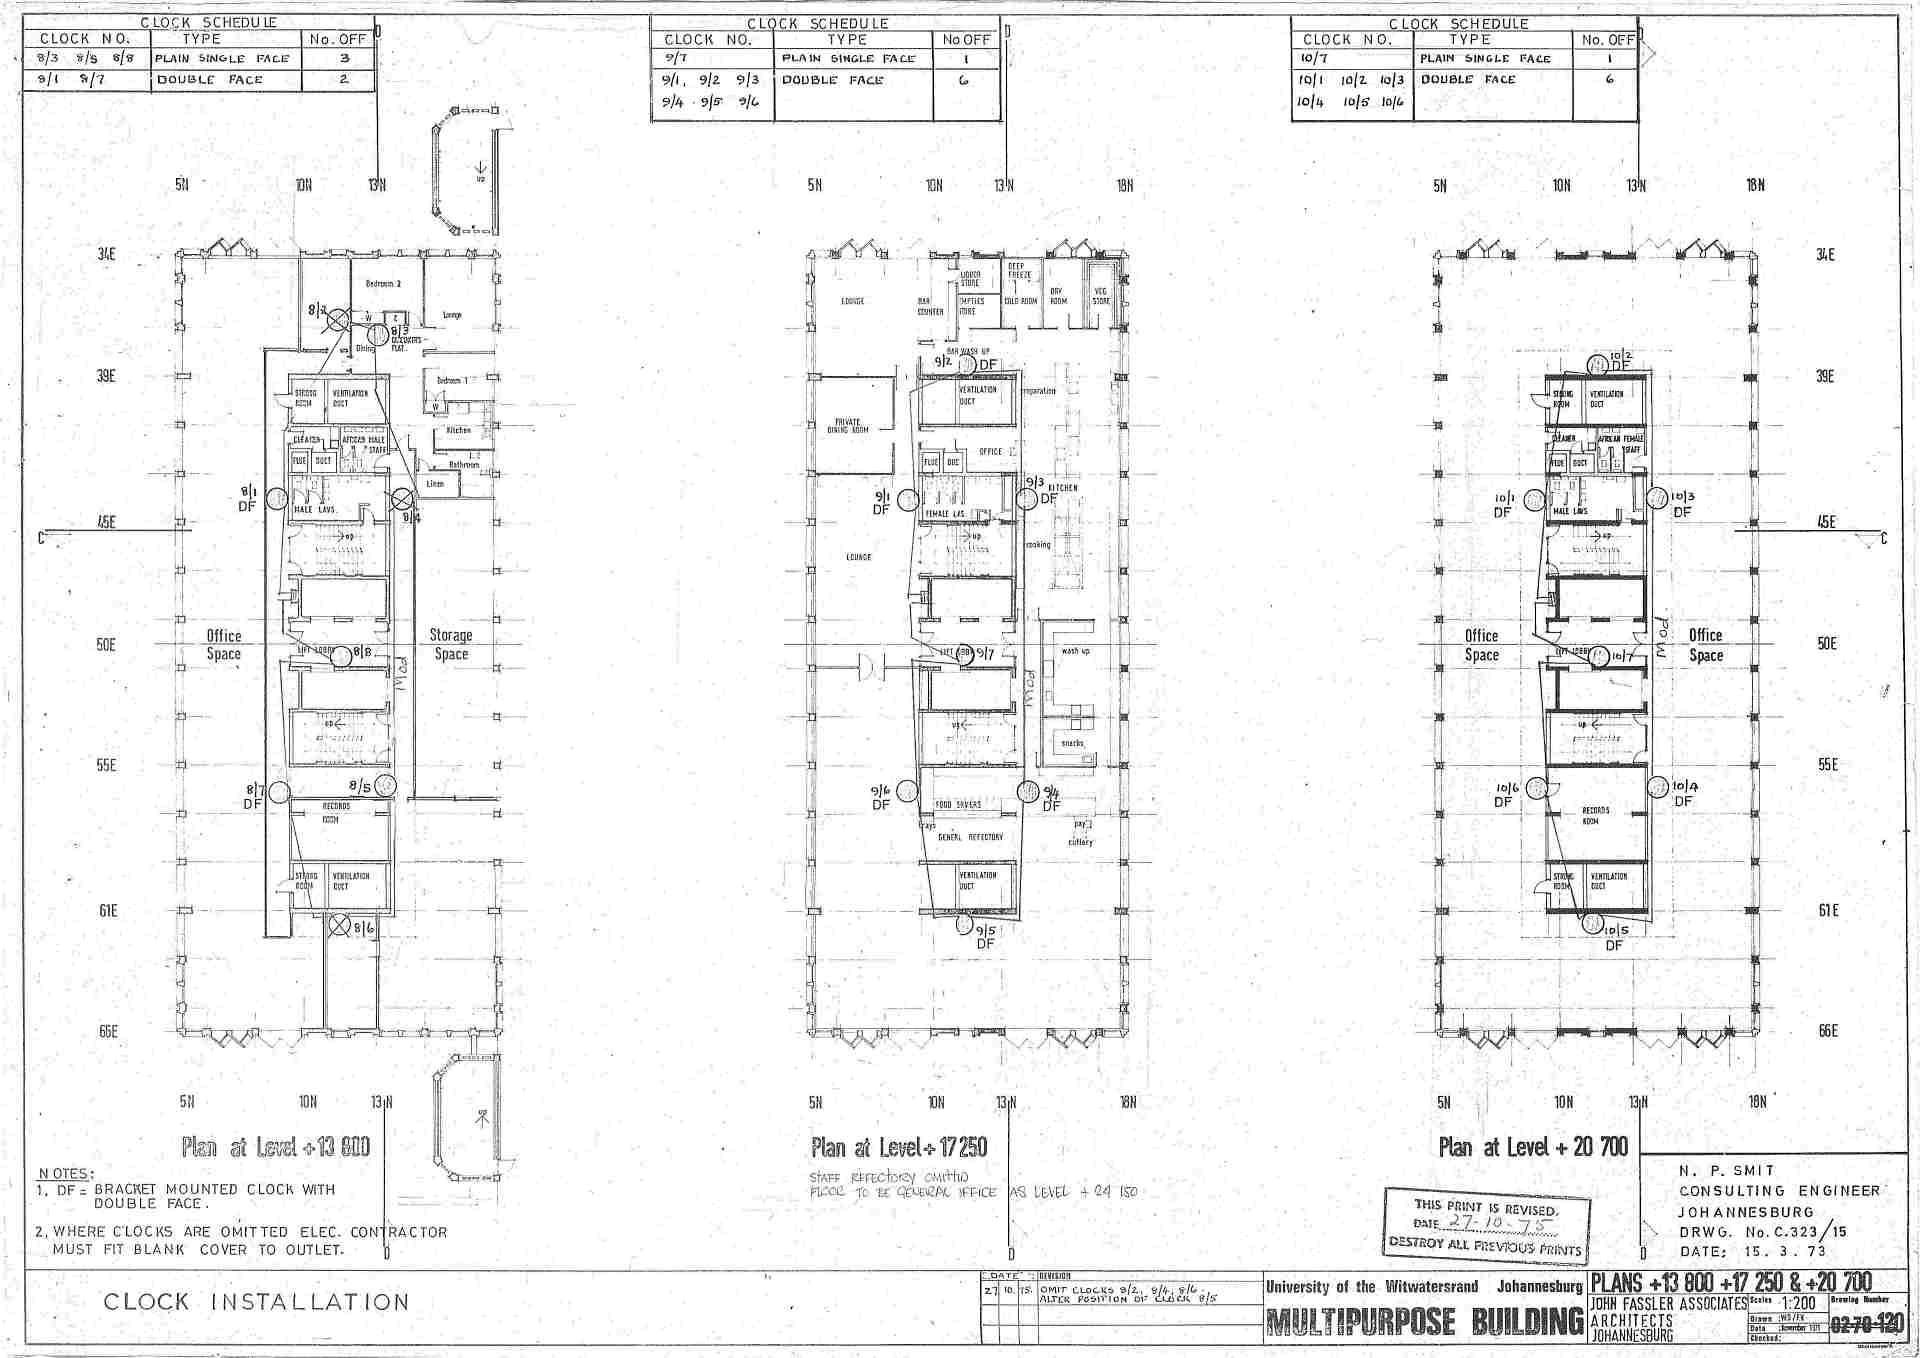 CLOCK SCHEDULE
CLOCK NO. TYPE No. OFF
8/3 8/5 8/8 PLAIN SINGLE FACE 3
8/1 8/7 DOUBLE FACE 2
CLOCK SCHEDULE
CLOCK NO. TYPE No OFF
9/7 PLAIN SINGLE FACE 1
9/1, 9/2 9/3 DOUBLE FACE 6
9/4 9/5 9/6
CLOCK SCHEDULE
CLOCK NO. TYPE No. OFF
10/7 PLAIN SINGLE FACE 1
10/1 10/2 10/3 DOUBLE FACE 6
10/4 10/5 10/6
D
D
D
up
5N 10N 13N
5N 10N 13N 18N
5N 10N 13N 18N
34E
39E
45E
50E
55E
61E
65E
C
Bedroom 2
8/2
W
C
Lounge
8/3
FLAT
Dining
Bedroom 1
W
STRONG ROOM
VENTILATION DUCT
Kitchen
CLEANER
AFRICAN MALE STAFF
FLUE
DUCT
Bathroom
Linen
8/1
DF
MALE LAVS.
8/4
up
Office Space
LIFT LOBBY
8/8
Storage Space
Mod
up
8/7
DF
8/5
RECORDS ROOM
STRONG ROOM
VENTILATION DUCT
8/6
5N 10N 13N
up
Plan at Level +13 800
LOUNGE
BAR COUNTER
LIQUOR STORE
EMPTIES STORE
DEEP FREEZE
COLD ROOM
DRY ROOM
VEG STORE
BAR WASH UP
9/2 DF
VENTILATION DUCT
preparation
PRIVATE DINING ROOM
FLUE
OFFICE
9/3
DF
KITCHEN
9/1
DF
FEMALE LAVS.
up
cooking
LOUNGE
LIFT LOBBY
9/7
wash up
Mod
up
snacks
9/6
DF
9/4
DF
FOOD SERVERS
trays
GENERAL REFECTORY
pay
cutlery
VENTILATION DUCT
9/5
DF
5N 10N 13N 18N
Plan at Level + 17 250
STAFF REFECTORY OMITTED
FLOOR TO BE GENERAL OFFICE AS LEVEL + 24 150
34E
39E
45E
50E
55E
61E
66E
C
10/2
DF
STRONG ROOM
VENTILATION DUCT
CLEANER
AFRICAN FEMALE STAFF
FLUE
DUCT
10/1
DF
MALE LAVS
10/3
DF
up
Office Space
LIFT LOBBY
10/7
Mod
Office Space
up
10/6
DF
10/4
DF
RECORDS ROOM
STRONG ROOM
VENTILATION DUCT
10/5
DF
5N 10N 13N 18N
Plan at Level + 20 700
NOTES:
1, DF = BRACKET MOUNTED CLOCK WITH
DOUBLE FACE.
2, WHERE CLOCKS ARE OMITTED ELEC. CONTRACTOR
MUST FIT BLANK COVER TO OUTLET.
D
D
D
THIS PRINT IS REVISED.
DATE 27-10-75
DESTROY ALL PREVIOUS PRINTS
N. P. SMIT
CONSULTING ENGINEER
JOHANNESBURG
DRWG. No. C.323/15
DATE: 15. 3. 73
CLOCK INSTALLATION
DATE REVISION
27 10 75. OMIT CLOCKS 8/2, 8/4, 8/6.
ALTER POSITION OF CLOCK 8/5
University of the Witwatersrand Johannesburg
MULTIPURPOSE BUILDING
PLANS +13 800 +17 250 & +20 700
JOHN FASSLER ASSOCIATES
ARCHITECTS
JOHANNESBURG
Scales 1:200
Drawn
Date November 1971
Checked:
Drawing Number
02-70-120